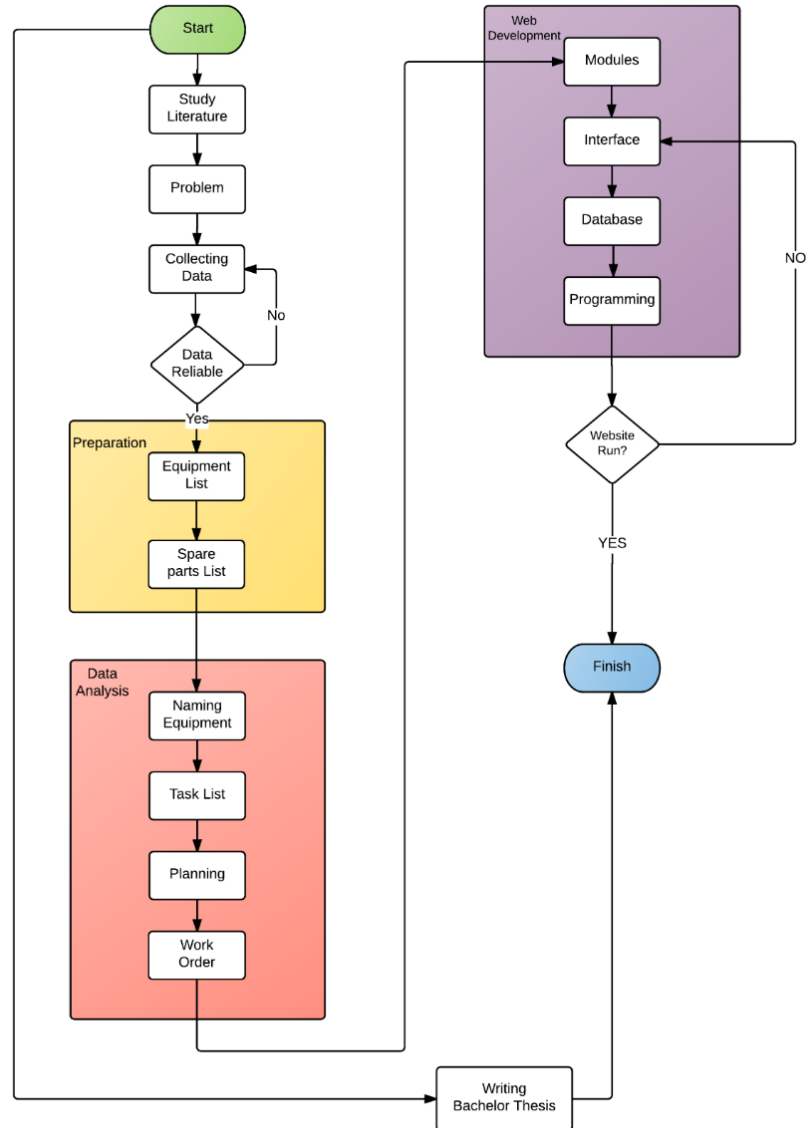 Start
Study
Literature
Problem
Collecting
Data
No
Data
Reliable
Yes
Preparation
Equipment
List
Spare
parts List
Data
Analysis
Naming
Equipment
Task List
Planning
Work
Order
Web
Development
Modules
Interface
Database
Programming
NO
Website
Run?
YES
Finish
Writing
Bachelor Thesis